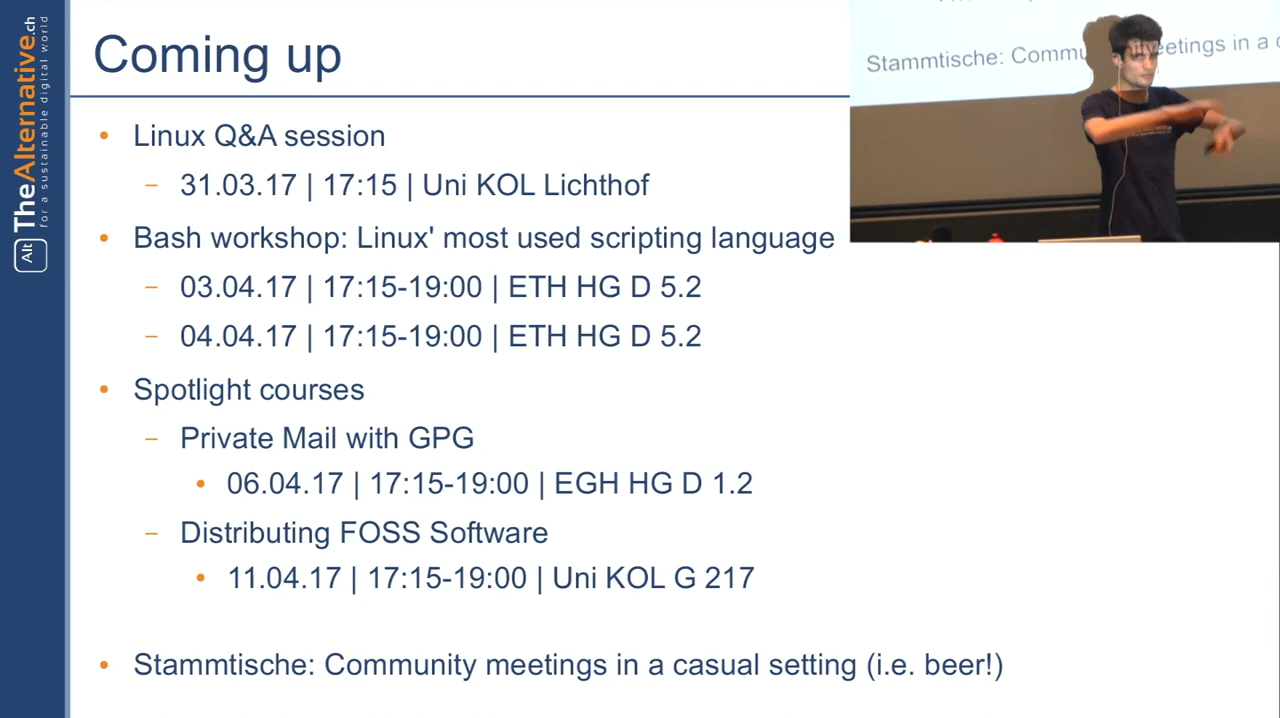 Coming up
Linux Q&A session
31.03.17 | 17:15 | Uni KOL Lichthof
Bash workshop: Linux' most used scripting language
03.04.17 | 17:15-19:00 | ETH HG D 5.2
04.04.17 | 17:15-19:00 | ETH HG D 5.2
Spotlight courses
Private Mail with GPG
06.04.17 | 17:15-19:00 | EGH HG D 1.2
Distributing FOSS Software
11.04.17 | 17:15-19:00 | Uni KOL G 217
Stammtische: Community meetings in a casual setting (i.e. beer!)
Alt TheAlternative.ch
for a sustainable digital world
Stammtische: Commu eetings in a c